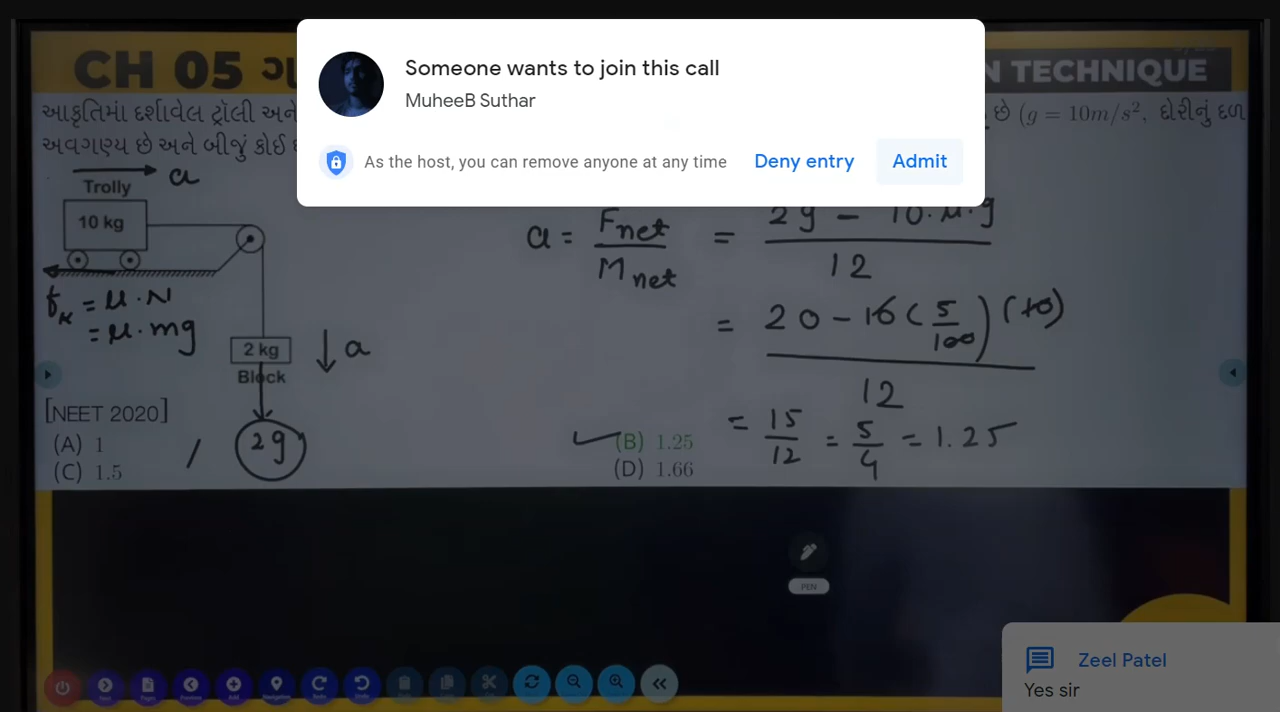 Someone wants to join this call
MuheeB Suthar
As the host, you can remove anyone at any time
Deny entry
Admit
CH 05
N TECHNIQUE
આકૃતિમાં દર્શાવેલ ટ્રૉલી અને
છે (g = 10m/s², દોરીનું દળ
અવગણ્ય છે અને બીજું કોઈ
a
Trolly
10 kg
fₖ = μ·N
= μ·mg
2 kg
Block
↓ a
2g
a = Fnet / Mnet = (2g − 10·μ·g) / 12
= (20 − 10(5/100)(10)) / 12
= 15/12 = 5/4 = 1.25
[NEET 2020]
(A) 1
(B) 1.25
(C) 1.5
(D) 1.66
PEN
Zeel Patel
Yes sir